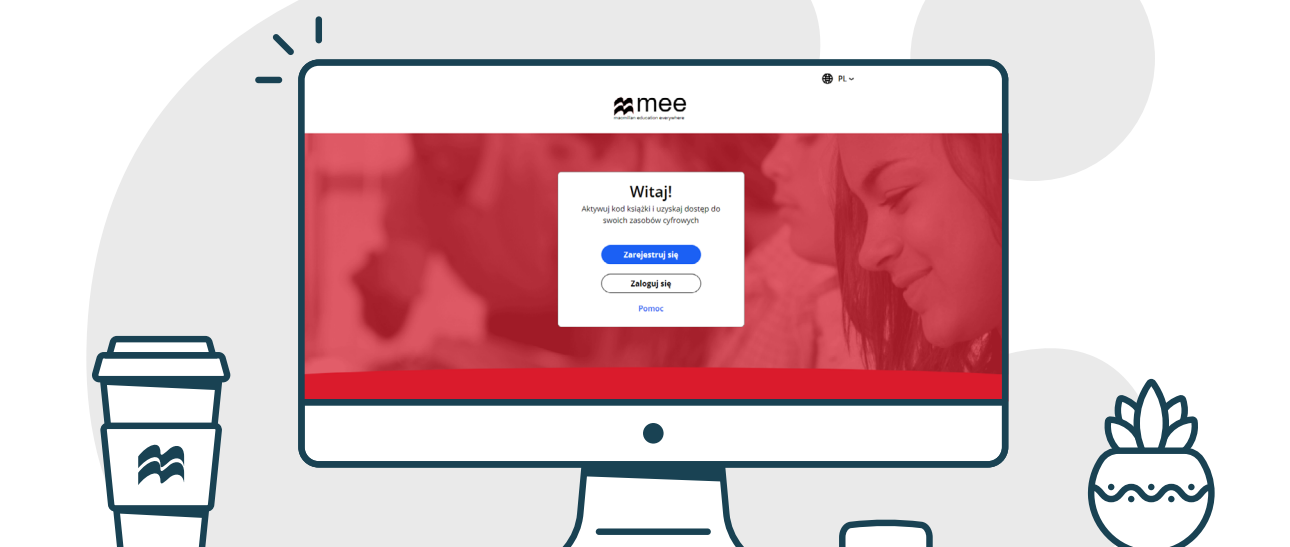 PL
mee
macmillan education everywhere
Witaj!
Aktywuj kod książki i uzyskaj dostęp do
swoich zasobów cyfrowych
Zarejestruj się
Zaloguj się
Pomoc